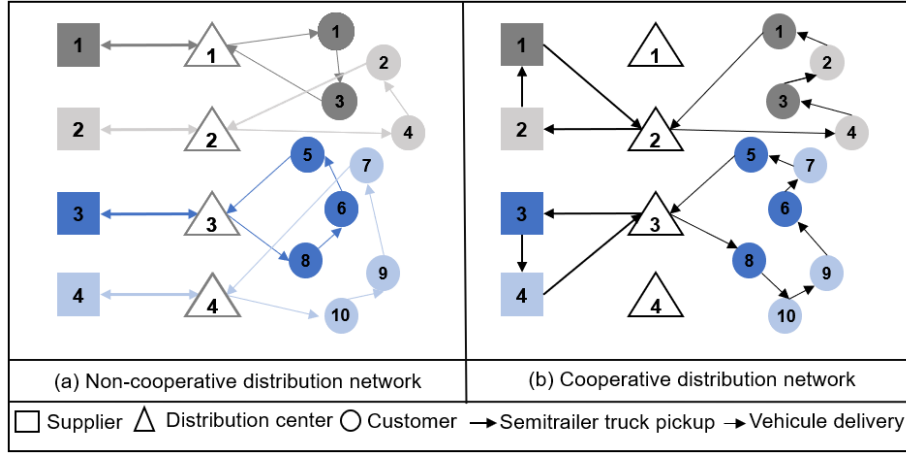 1 1 1
2
3
2 2 4
3 3 5 7
6
8 9
4 4 10
1 1 1
2
3
2 2 4
5 7
3 3 6
8 9
4 4 10
(a) Non-cooperative distribution network
(b) Cooperative distribution network
Supplier Distribution center Customer Semitrailer truck pickup Vehicule delivery